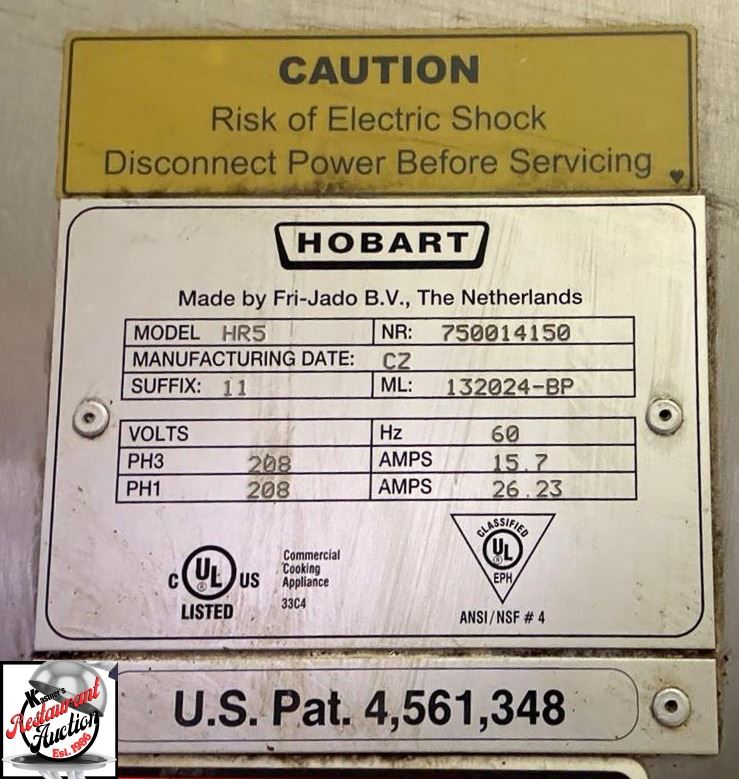 CAUTION
Risk of Electric Shock
Disconnect Power Before Servicing
HOBART
Made by Fri-Jado B.V., The Netherlands
MODEL HR5 NR: 750014150
MANUFACTURING DATE: CZ
SUFFIX: 11 ML: 132024-BP
VOLTS Hz 60
PH3 208 AMPS 15.7
PH1 208 AMPS 26.23
C UL ® US LISTED
Commercial
Cooking
Appliance
33C4
CLASSIFIED
UL ®
EPH
ANSI/NSF # 4
U.S. Pat. 4,561,348
Kastner's
Restaurant
Auction
Est. 1986